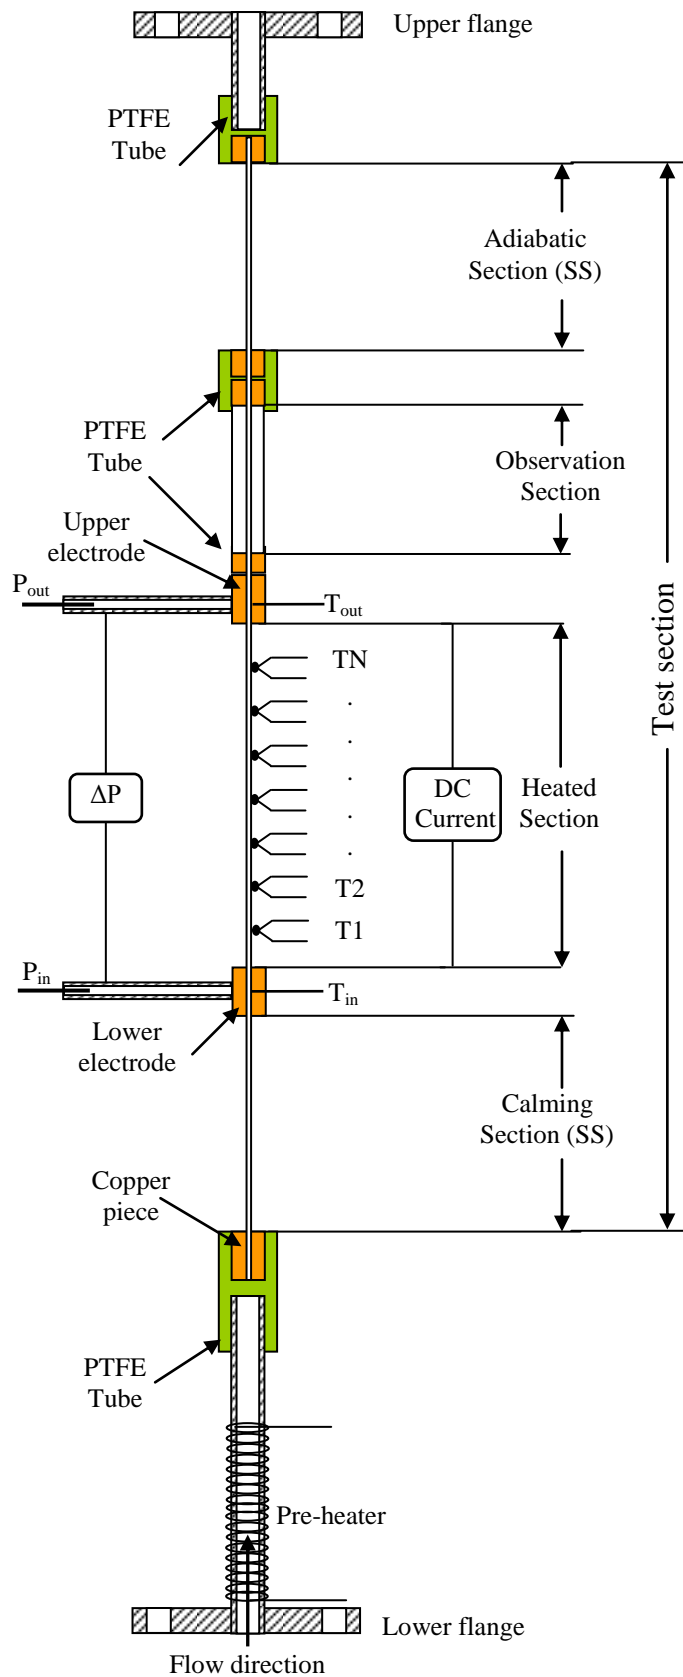 Upper flange
PTFE
Tube
Adiabatic
Section (SS)
PTFE
Tube
Observation
Section
Upper
electrode
P_out
T_out
TN
.
.
.
.
.
ΔP
DC
Current
Heated
Section
Test section
T2
T1
P_in
T_in
Lower
electrode
Calming
Section (SS)
Copper
piece
PTFE
Tube
Pre-heater
Lower flange
Flow direction